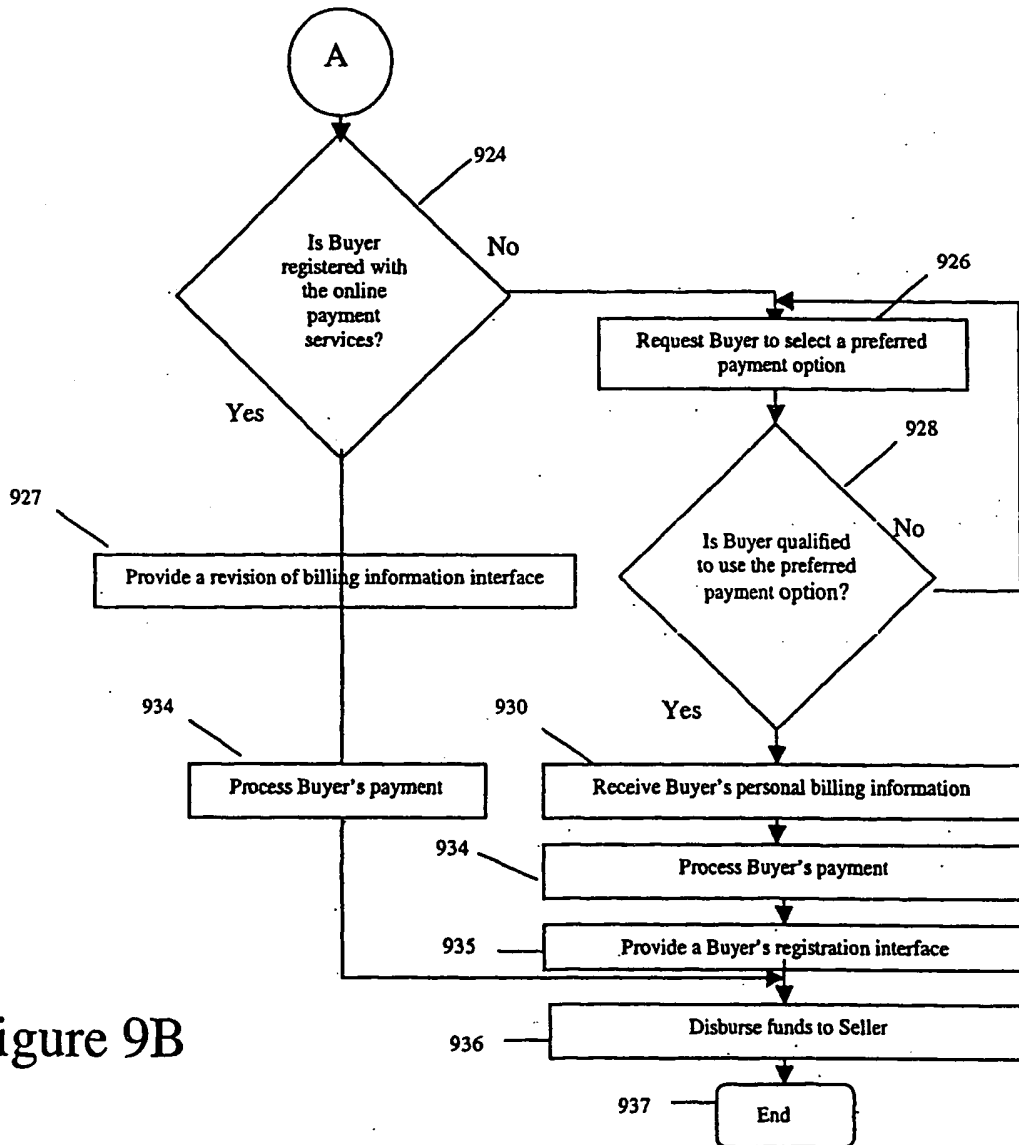 A
924
Is Buyer
registered with
the online
payment
services?
No
Yes
926
Request Buyer to select a preferred
payment option
928
Is Buyer qualified
to use the preferred
payment option?
No
Yes
927
Provide a revision of billing information interface
934
Process Buyer's payment
930
Receive Buyer's personal billing information
934
Process Buyer's payment
935
Provide a Buyer's registration interface
936
Disburse funds to Seller
937
End
igure 9B